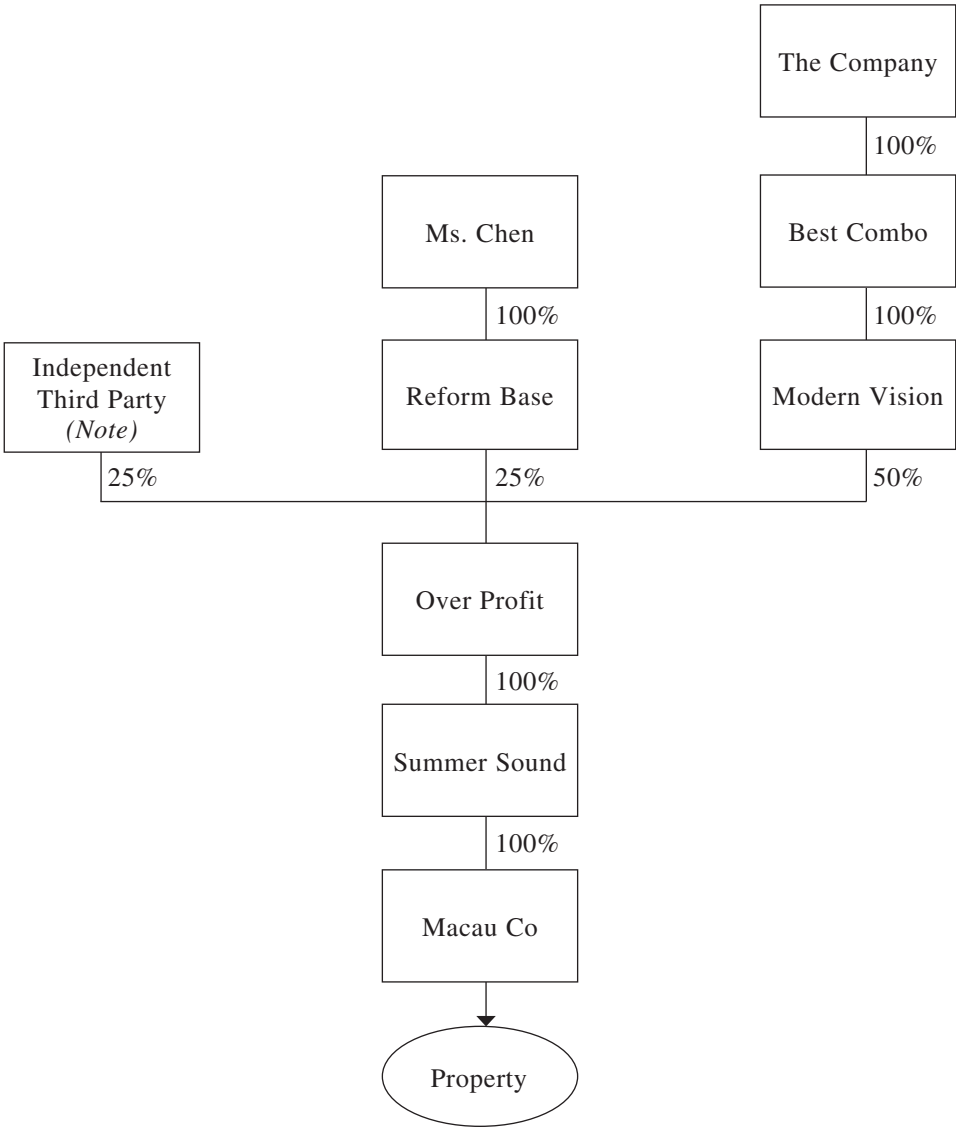 The Company
100%
Ms. Chen
Best Combo
100%
100%
Independent
Third Party
(Note)
Reform Base
Modern Vision
25%
25%
50%
Over Profit
100%
Summer Sound
100%
Macau Co
Property